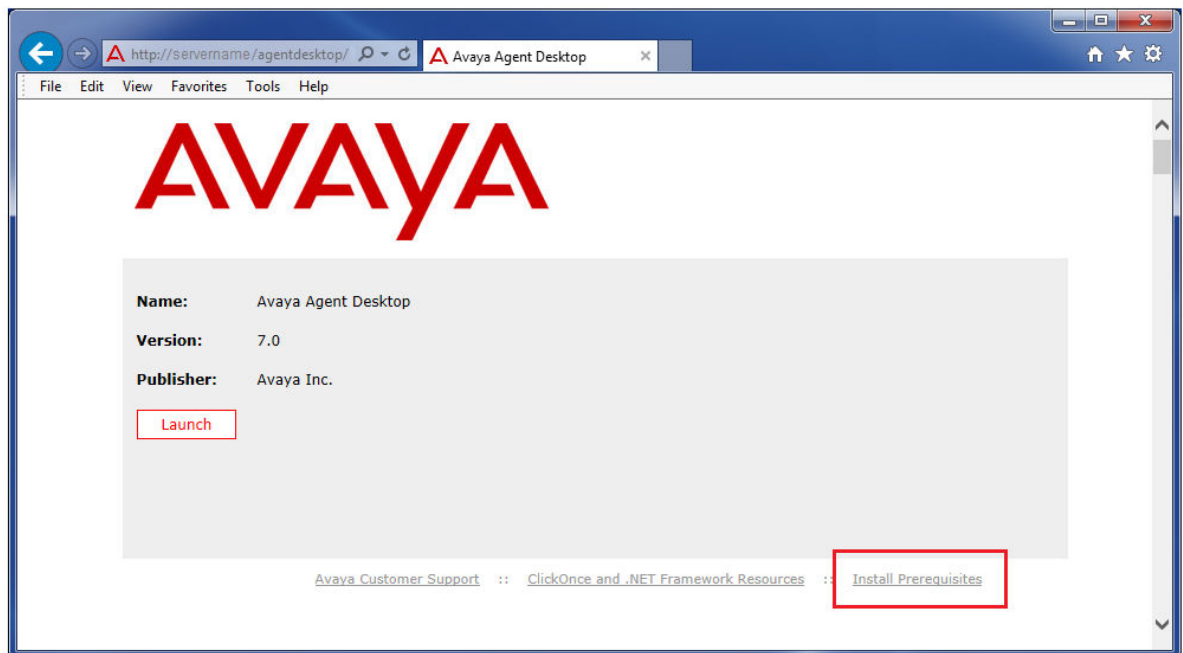 http://servername/agentdesktop/
Avaya Agent Desktop
File Edit View Favorites Tools Help
AVAYA
Name: Avaya Agent Desktop
Version: 7.0
Publisher: Avaya Inc.
Launch
Avaya Customer Support :: ClickOnce and .NET Framework Resources :: Install Prerequisites